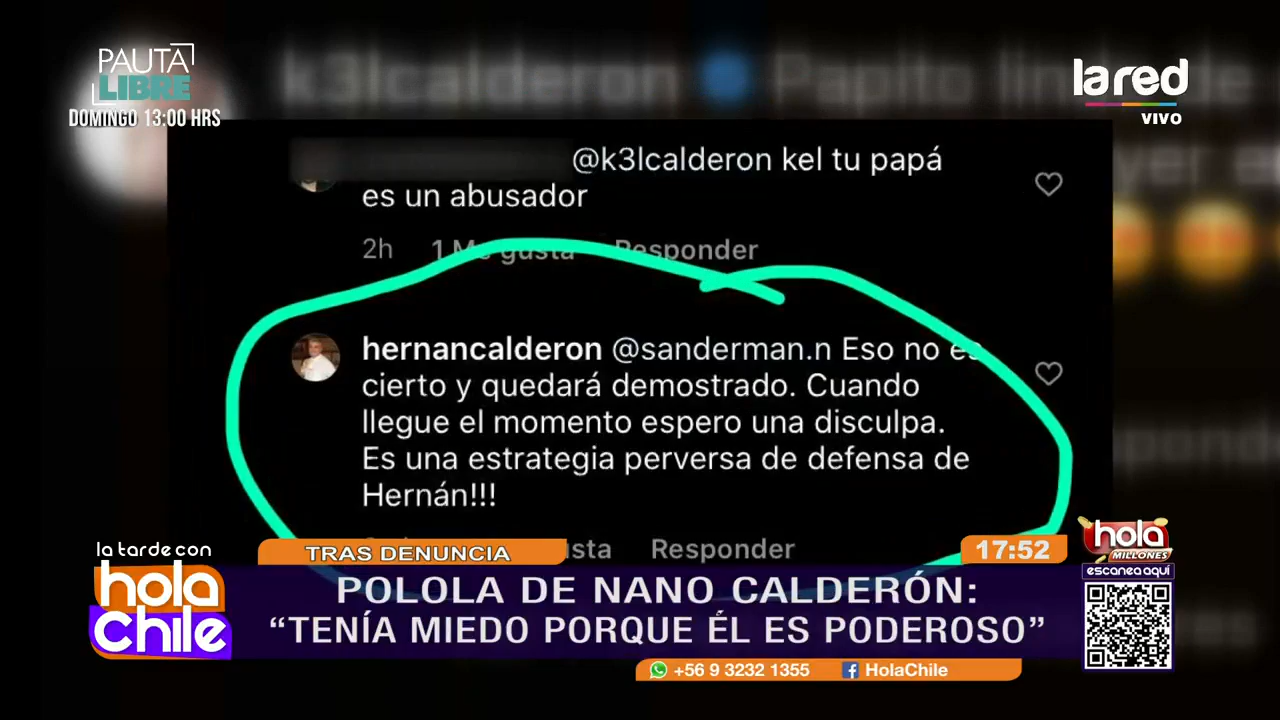 PAUTA
LIBRE
DOMINGO 13:00 HRS
la red
VIVO
k3lcalderon
@k3lcalderon kel tu papá
es un abusador
2h 1 Me gusta Responder
hernancalderon @sanderman.n Eso no es
cierto y quedará demostrado. Cuando
llegue el momento espero una disculpa.
Es una estrategia perversa de defensa de
Hernán!!!
Responder
la tarde con
hola
chile
TRAS DENUNCIA
17:52
POLOLA DE NANO CALDERÓN:
“TENÍA MIEDO PORQUE ÉL ES PODEROSO”
+56 9 3232 1355 HolaChile
hola
MILLONES
escanea aquí